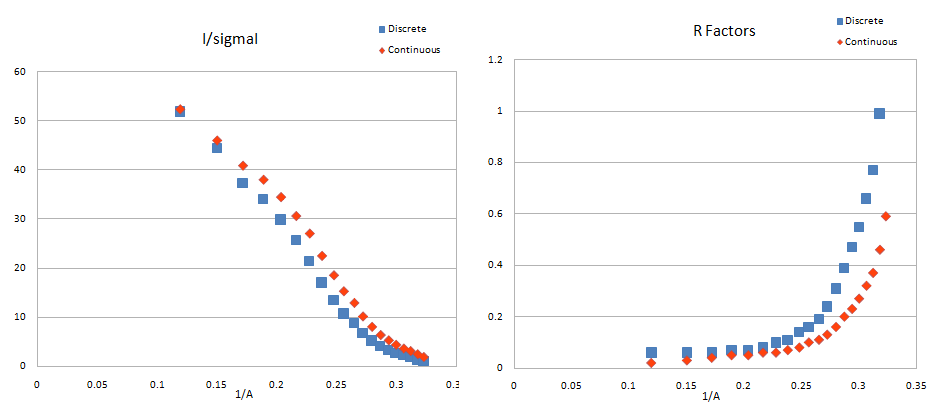 I/sigmaI
Discrete
Continuous
60
50
40
30
20
10
0
0 0.05 0.1 0.15 0.2 0.25 0.3 0.3
1/A
R Factors
Discrete
Continuous
1.2
1
0.8
0.6
0.4
0.2
0
0 0.05 0.1 0.15 0.2 0.25 0.3 0.35
1/A